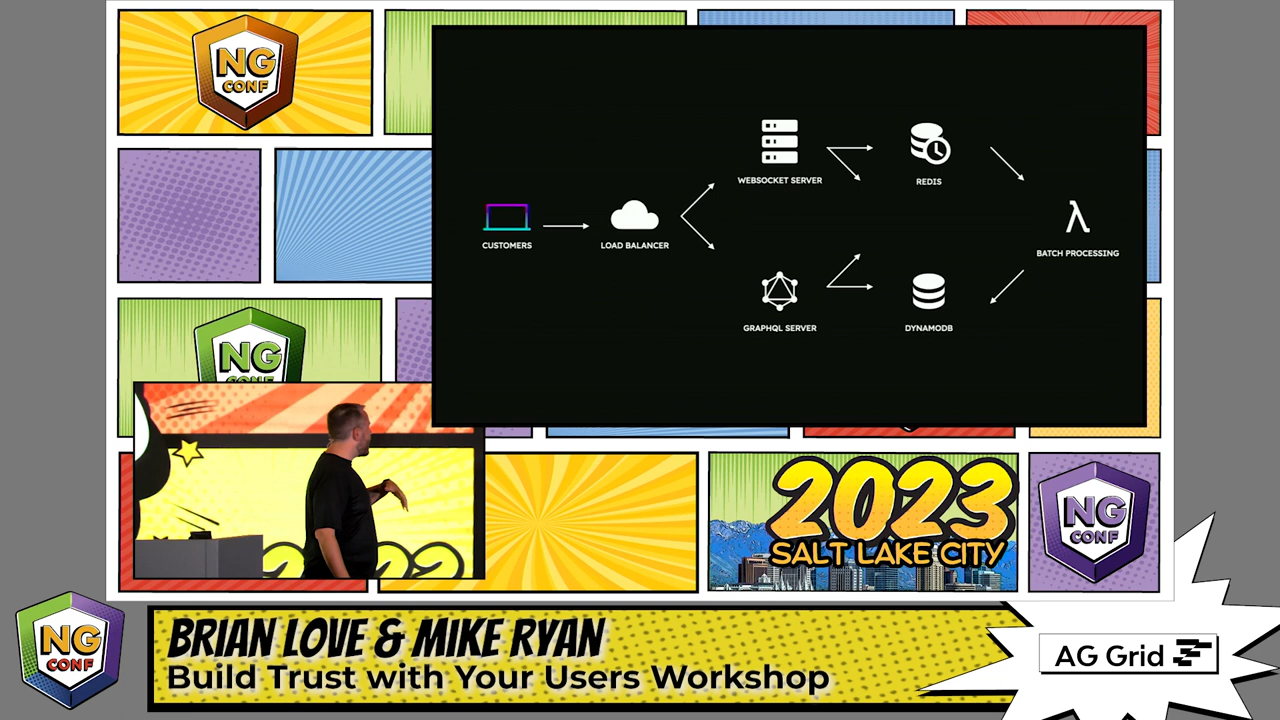 NG
CONF
WEBSOCKET SERVER
REDIS
CUSTOMERS
LOAD BALANCER
BATCH PROCESSING
GRAPHQL SERVER
DYNAMODB
NG
CONF
2023
SALT LAKE CITY
NG
CONF
NG
CONF
BRIAN LOVE & MIKE RYAN
Build Trust with Your Users Workshop
AG Grid